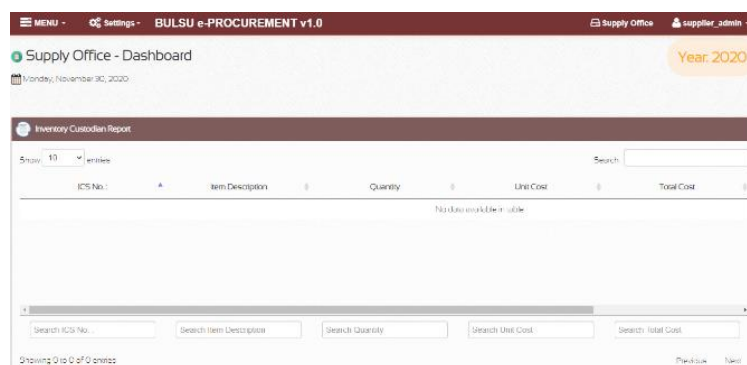 MENU Settings BULSU e-PROCUREMENT v1.0 Supply Office supplier_admin
Supply Office - Dashboard Year: 2020
Monday, November 30, 2020
Inventory Custodian Report
Show 10 entries Search
ICS No. : Item Description Quantity Unit Cost Total Cost
No data available in table
Search ICS No. : Search Item Description Search Quantity Search Unit Cost Search Total Cost
Showing 0 to 0 of 0 entries Previous Next